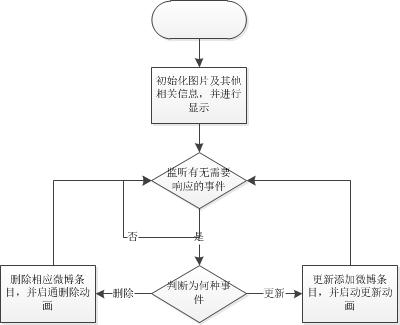 初始化图片及其他
相关信息，并进行
显示
监听有无需要
响应的事件
否
是
删除相应微博条
目，并启通删除动
画
删除
判断为何种事
件
更新
更新添加微博条
目，并启动更新动
画